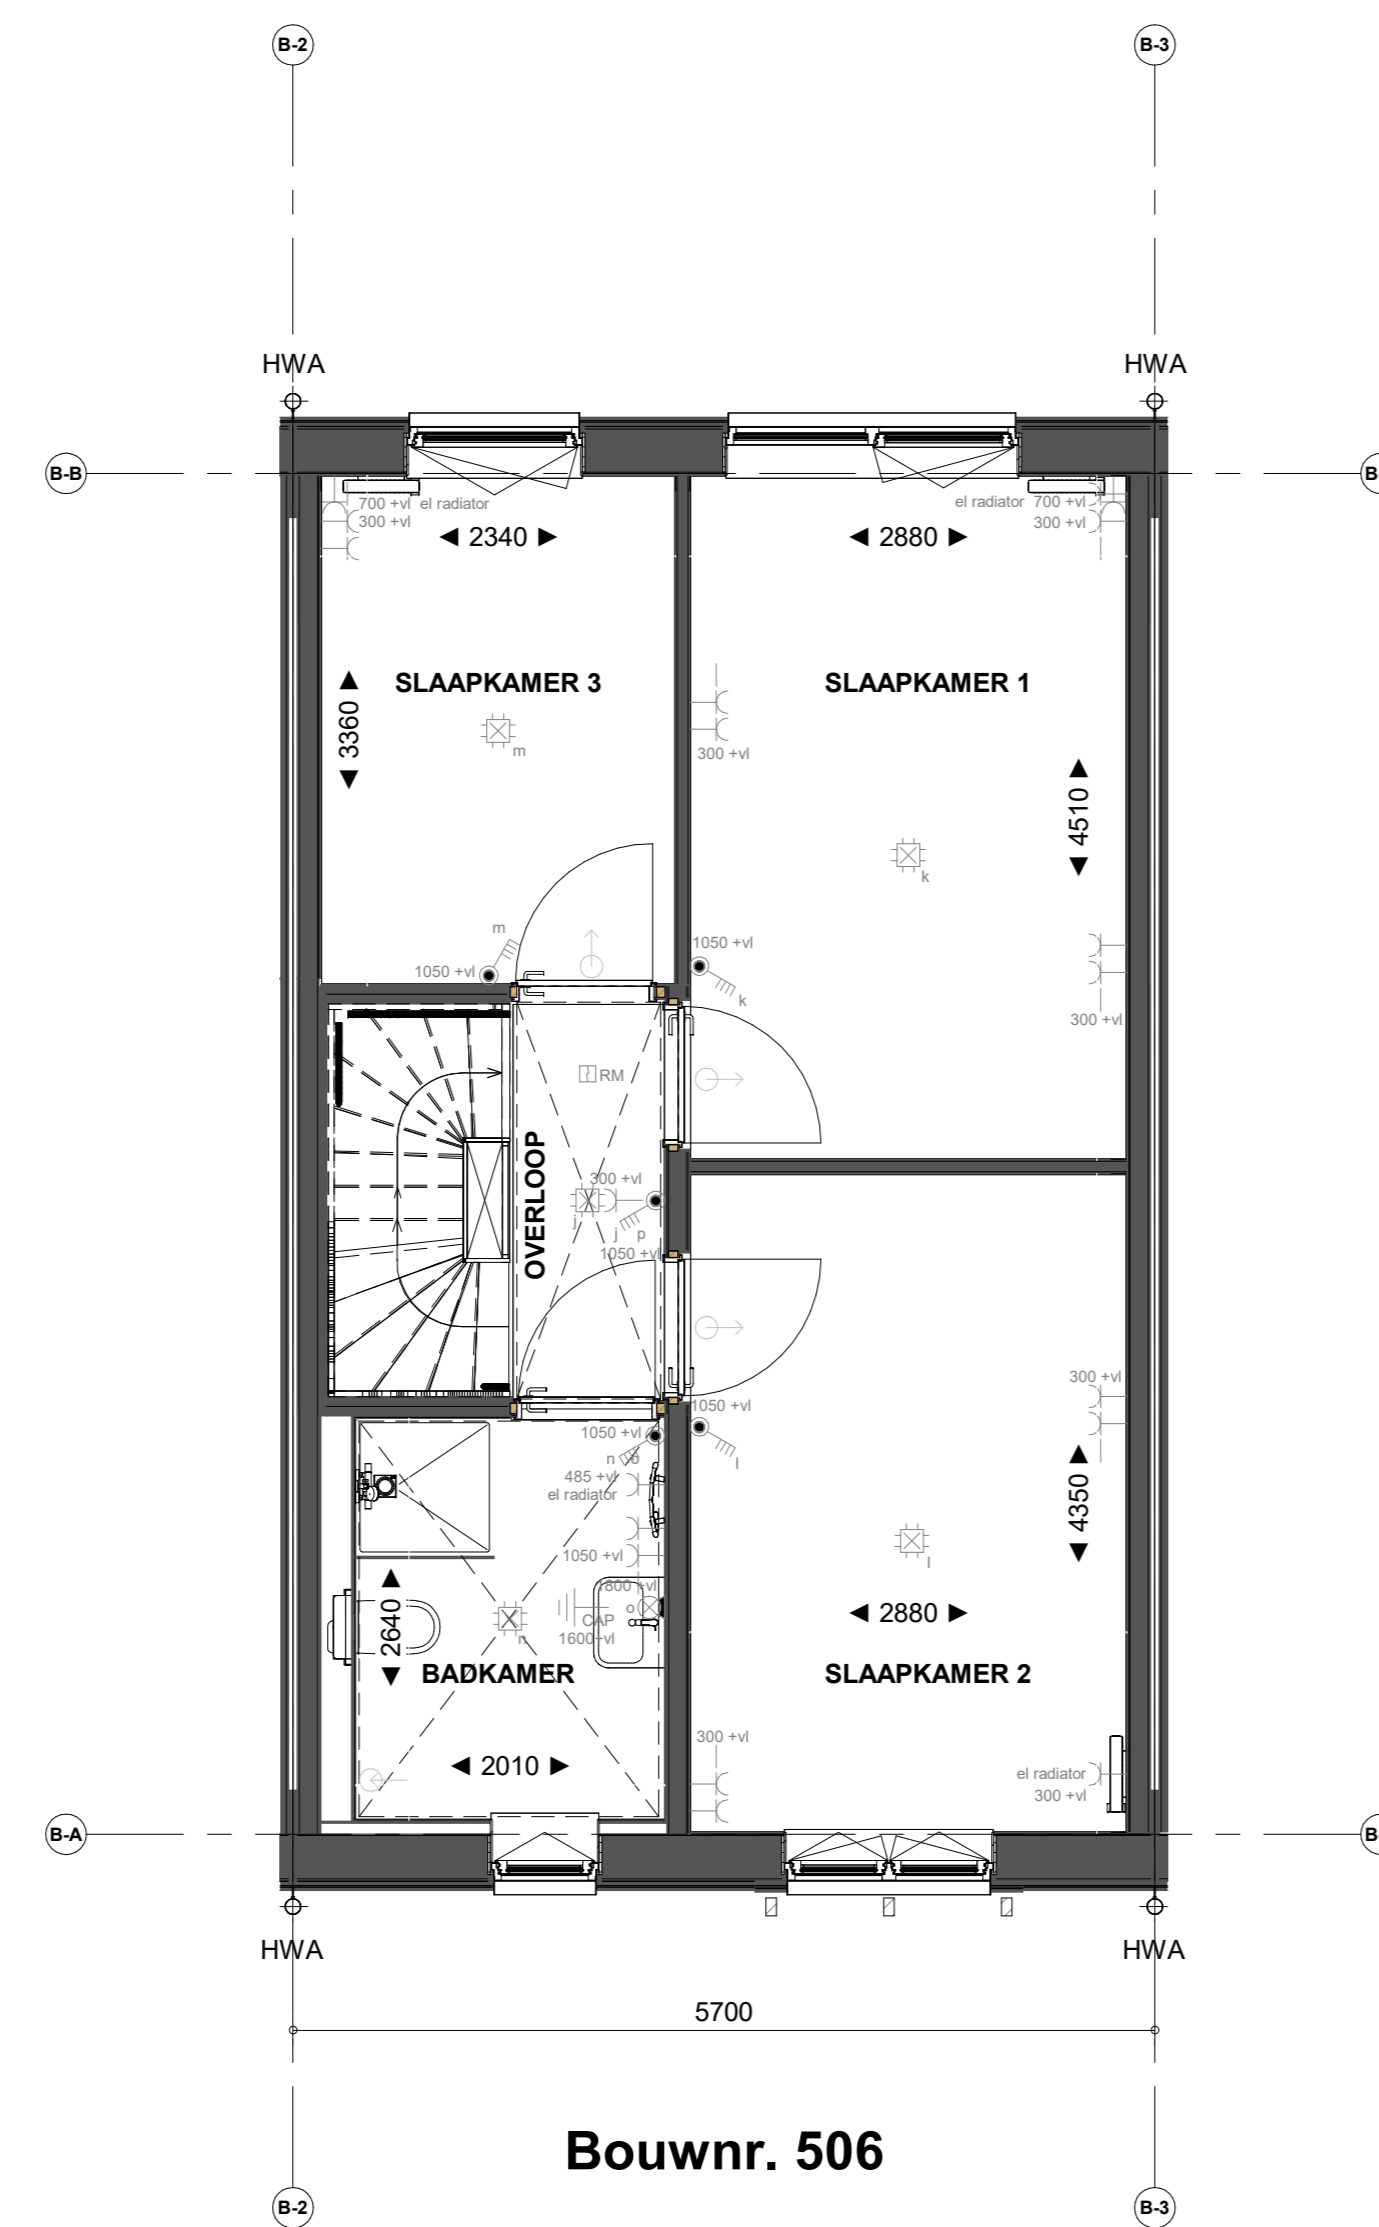 B-2
B-3
HWA
HWA
B-B
B-
700 +vl el radiator
300 +vl
el radiator 700 +vl
300 +vl
◄ 2340 ►
◄ 2880 ►
SLAAPKAMER 3
SLAAPKAMER 1
◄ 3360 ►
m
300 +vl
◄ 4510 ►
k
m
1050 +vl
1050 +vl
k
300 +vl
RM
OVERLOOP
300 +vl
j
j p
1050 +vl
300 +vl
1050 +vl
1050 +vl
n
l
485 +vl
el radiator
◄ 4350 ►
1050 +vl
l
1800 +vl
o
CAP
1600+vl
n
◄ 2640 ►
◄ 2880 ►
BADKAMER
SLAAPKAMER 2
300 +vl
◄ 2010 ►
el radiator
300 +vl
B-A
B-
HWA
HWA
5700
Bouwnr. 506
B-2
B-3